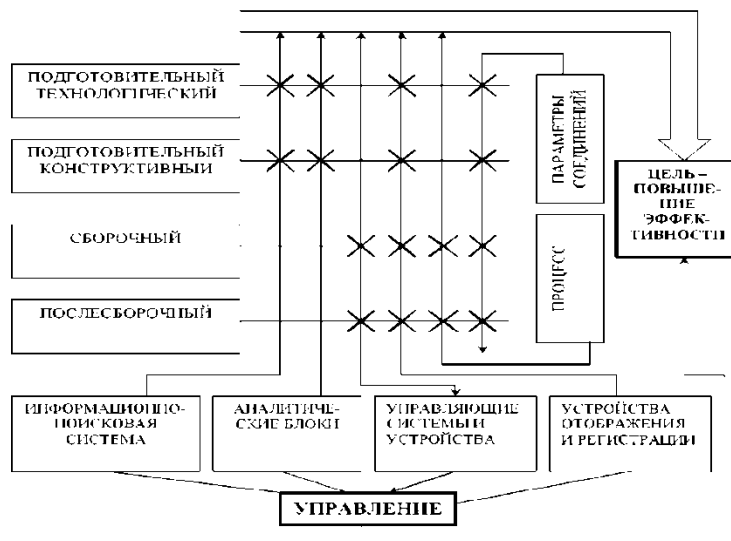 ПОДГОТОВИТЕЛЬНЫЙ
ТЕХНОЛОГИЧЕСКИЙ
ПОДГОТОВИТЕЛЬНЫЙ
КОНСТРУКТИВНЫЙ
СБОРОЧНЫЙ
ПОСЛЕСБОРОЧНЫЙ
ПАРАМЕТРЫ
СОЕДИНЕНИЙ
ПРОЦЕСС
ЦЕЛЬ –
ПОВЫШЕ-
НИЕ
ЭФФЕК-
ТИВНОСТИ
ИНФОРМАЦИОННО-
ПОИСКОВАЯ
СИСТЕМА
АНАЛИТИЧЕ-
СКИЕ БЛОКИ
УПРАВЛЯЮЩИЕ
СИСТЕМЫ И
УСТРОЙСТВА
УСТРОЙСТВА
ОТОБРАЖЕНИЯ
И РЕГИСТРАЦИИ
УПРАВЛЕНИЕ